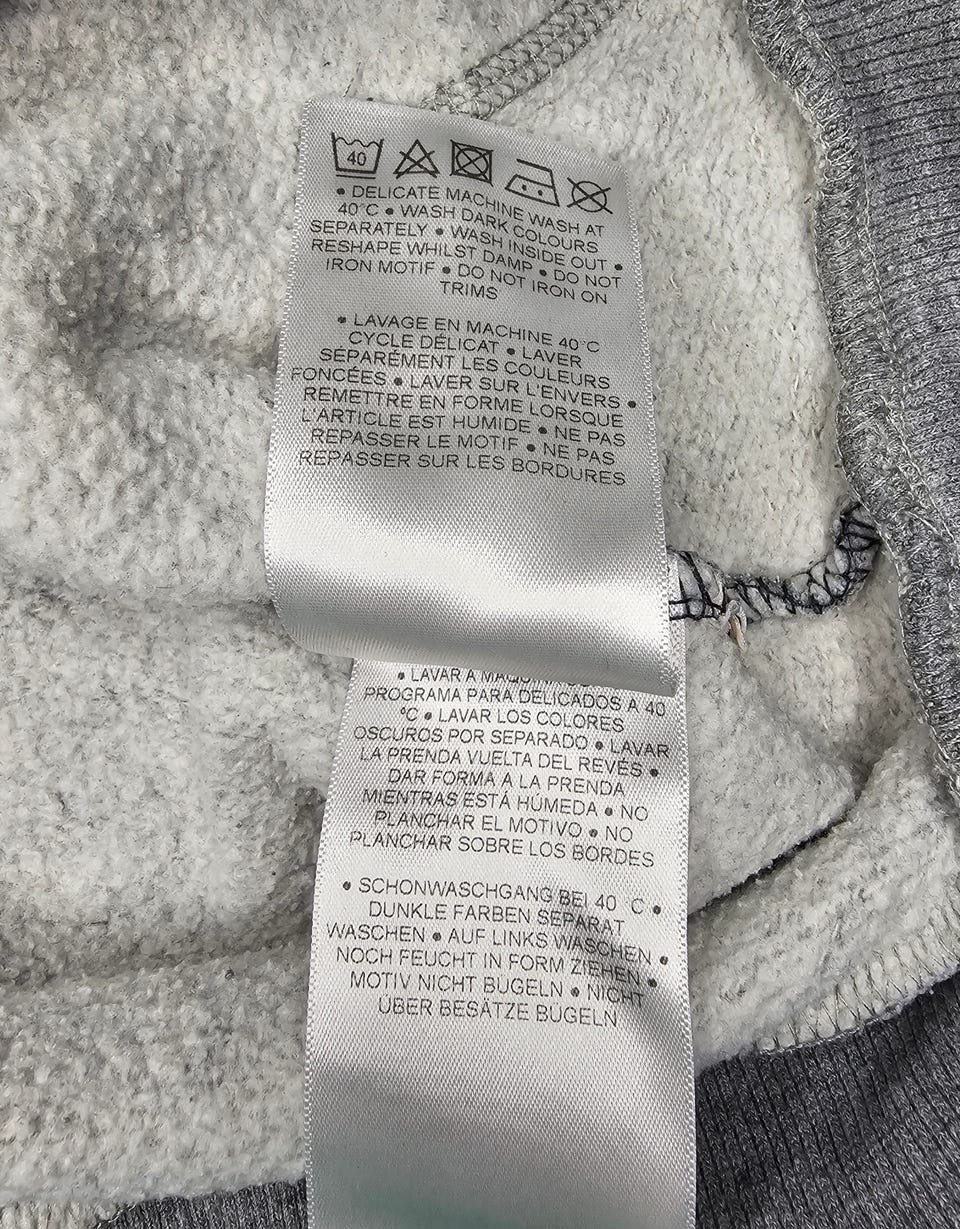 40
• DELICATE MACHINE WASH AT
40°C • WASH DARK COLOURS
SEPARATELY • WASH INSIDE OUT •
RESHAPE WHILST DAMP • DO NOT
IRON MOTIF • DO NOT IRON ON
TRIMS
• LAVAGE EN MACHINE 40°C
CYCLE DÉLICAT • LAVER
SEPARÉMENT LES COULEURS
FONCÉES • LAVER SUR L'ENVERS •
REMETTRE EN FORME LORSQUE
L'ARTICLE EST HUMIDE • NE PAS
REPASSER LE MOTIF • NE PAS
REPASSER SUR LES BORDURES
• LAVAR A
PROGRAMA PARA DELICADOS A 40
ºC • LAVAR LOS COLORES
OSCUROS POR SEPARADO • LAVAR
LA PRENDA VUELTA DEL REVÉS •
DAR FORMA A LA PRENDA
MIENTRAS ESTÁ HÚMEDA • NO
PLANCHAR EL MOTIVO • NO
PLANCHAR SOBRE LOS BORDES
• SCHONWASCHGANG BEI 40 °C •
DUNKLE FARBEN SEPARAT
WASCHEN • AUF LINKS WASCHEN •
NOCH FEUCHT IN FORM ZIEHEN •
MOTIV NICHT BÜGELN • NICHT
ÜBER BESÄTZE BÜGELN